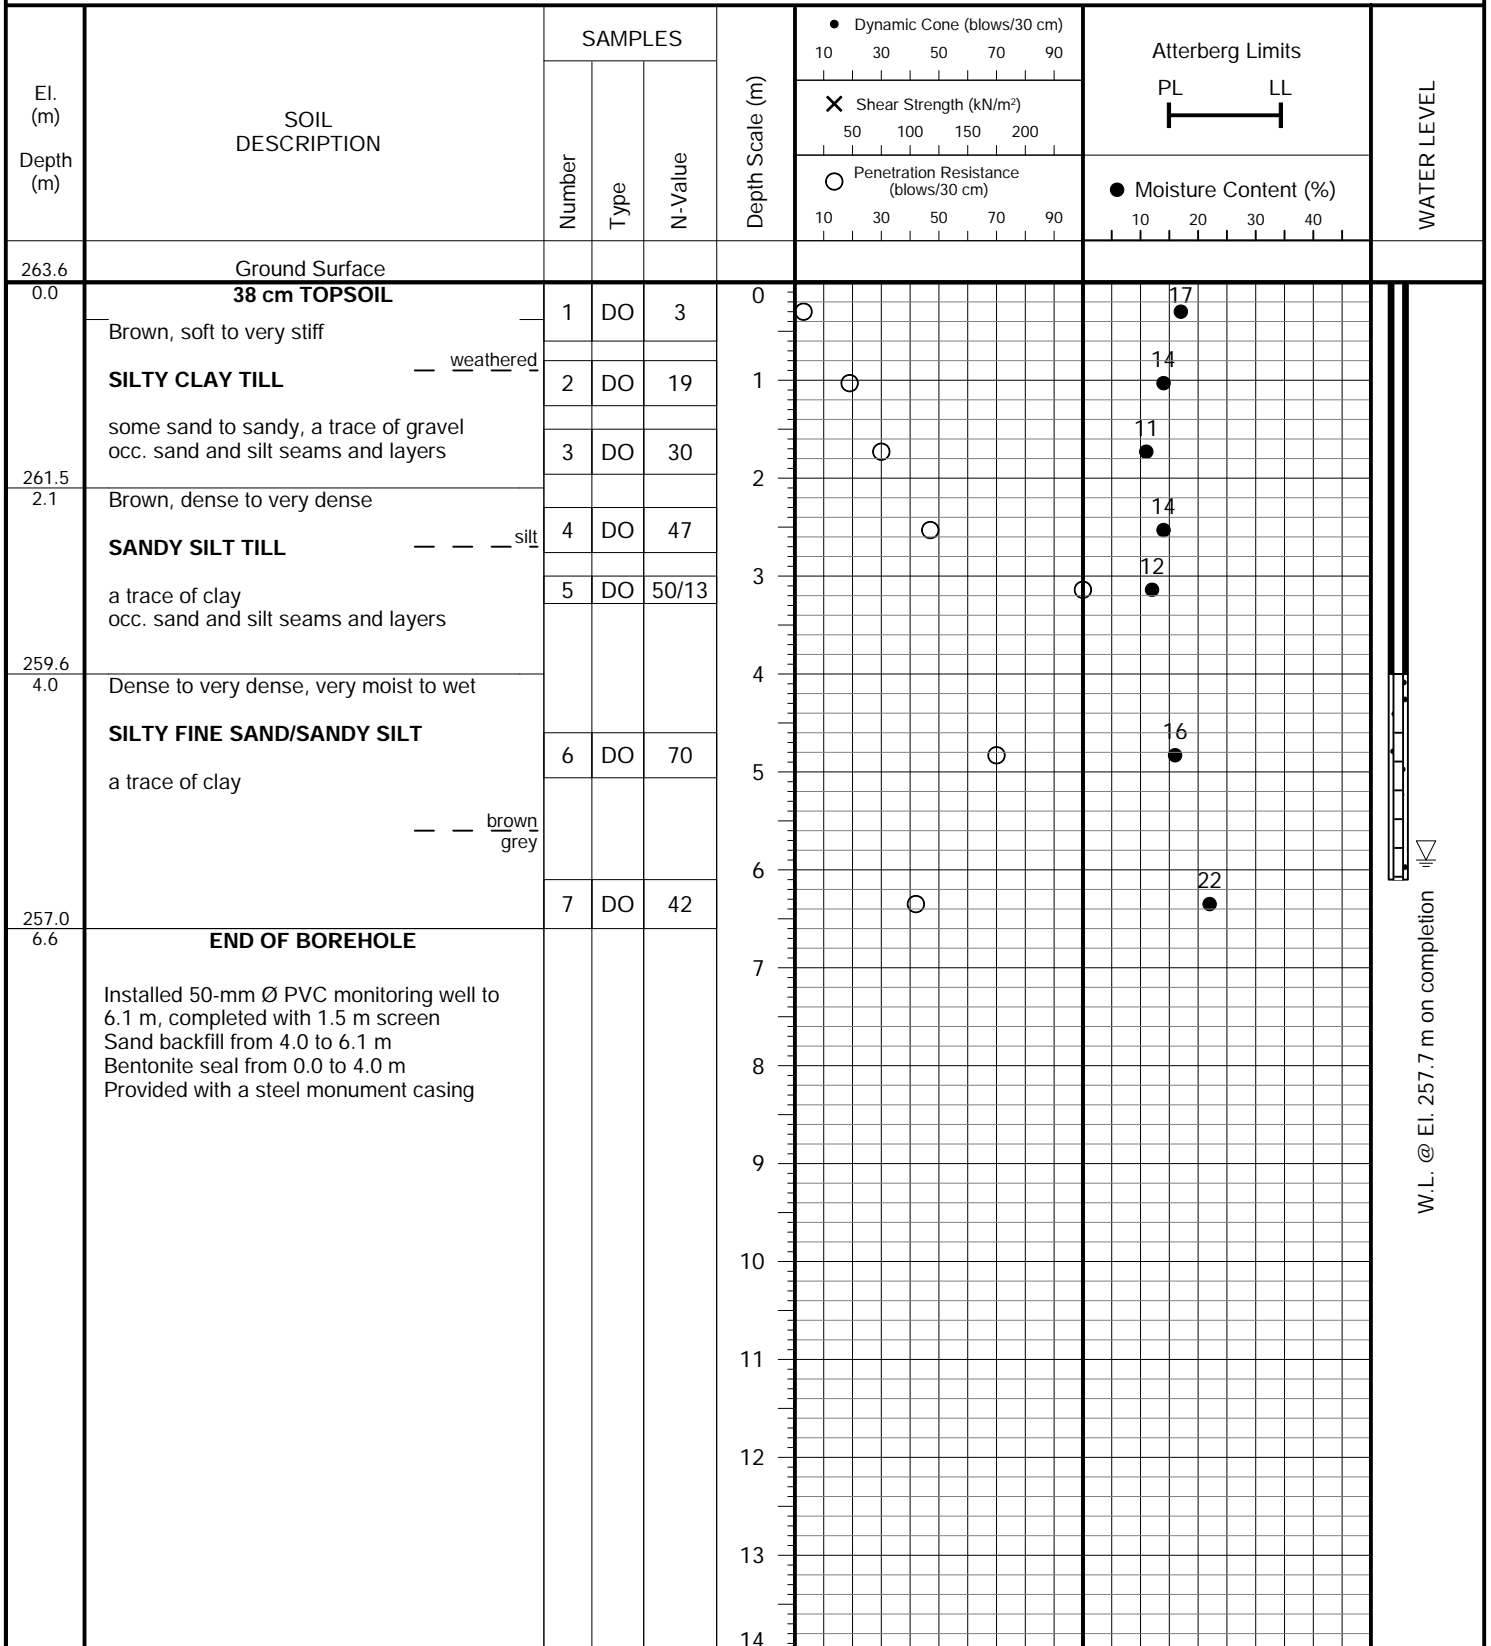 El.
(m)
Depth
(m)
SOIL
DESCRIPTION
SAMPLES
Number
Type
N-Value
Depth Scale (m)
Dynamic Cone (blows/30 cm)
10 30 50 70 90
Shear Strength (kN/m²)
50 100 150 200
Penetration Resistance
(blows/30 cm)
10 30 50 70 90
Atterberg Limits
PL LL
Moisture Content (%)
10 20 30 40
WATER LEVEL
263.6 Ground Surface
0.0 38 cm TOPSOIL 0
1 DO 3 17
Brown, soft to very stiff
weathered
SILTY CLAY TILL
2 DO 19 1 14
some sand to sandy, a trace of gravel
occ. sand and silt seams and layers
3 DO 30 11
261.5 2
2.1 Brown, dense to very dense
silt
4 DO 47 14
SANDY SILT TILL
3
5 DO 50/13 12
a trace of clay
occ. sand and silt seams and layers
259.6
4.0 Dense to very dense, very moist to wet 4
SILTY FINE SAND/SANDY SILT
6 DO 70 16
a trace of clay 5
brown
grey
6
7 DO 42 22
257.0
6.6 END OF BOREHOLE
7
Installed 50-mm Ø PVC monitoring well to
6.1 m, completed with 1.5 m screen
Sand backfill from 4.0 to 6.1 m
Bentonite seal from 0.0 to 4.0 m
Provided with a steel monument casing
8
9
10
11
12
13
14
W.L. @ El. 257.7 m on completion